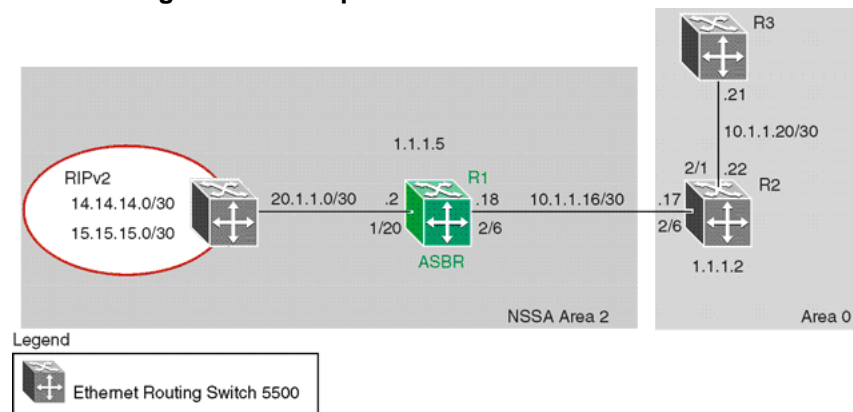 R3
.21
10.1.1.20/30
1.1.1.5
2/1
.22
RIPv2
R1
R2
14.14.14.0/30
20.1.1.0/30
.2
.18
10.1.1.16/30
.17
15.15.15.0/30
1/20
2/6
2/6
ASBR
1.1.1.2
NSSA Area 2
Area 0
Legend
Ethernet Routing Switch 5500